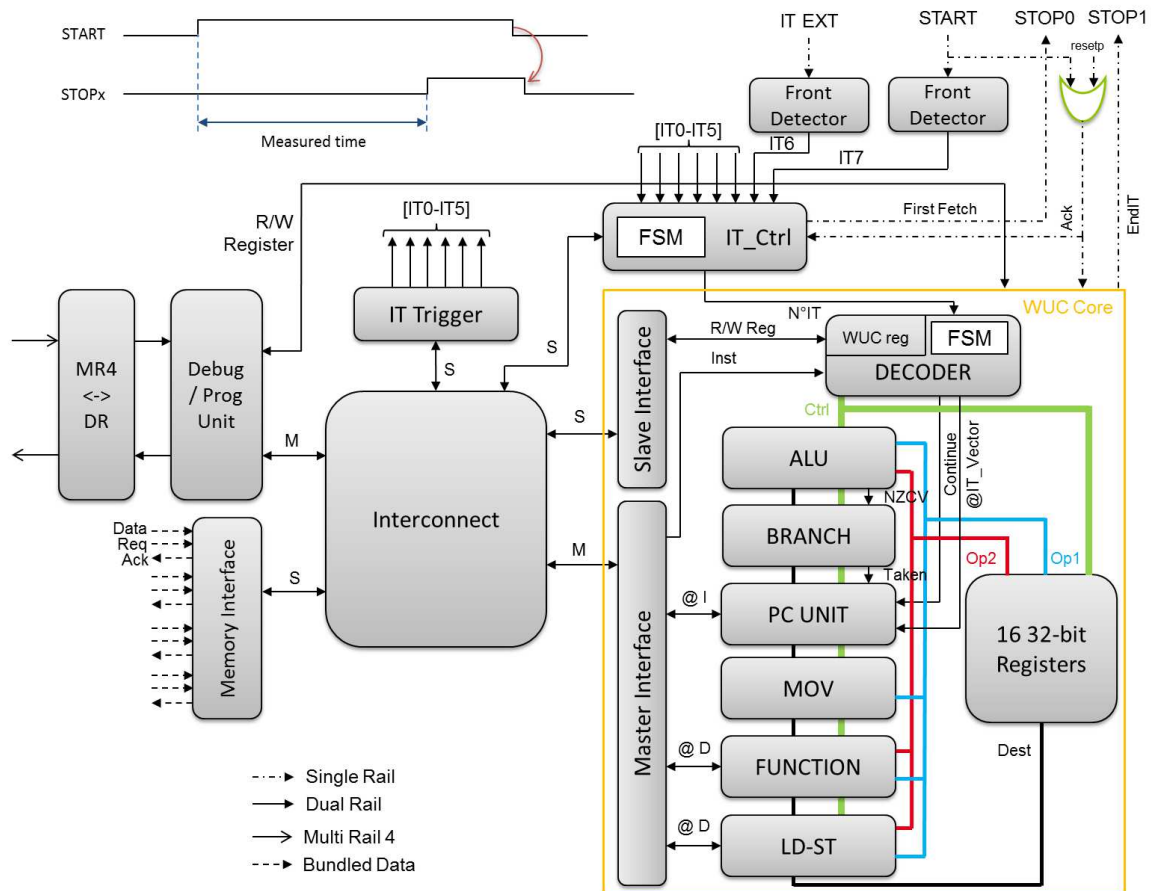 START
STOPx
Measured time
IT EXT
START
STOP0
STOP1
resetp
Front
Detector
Front
Detector
[IT0-IT5]
IT6
IT7
R/W
Register
[IT0-IT5]
FSM
IT_Ctrl
First Fetch
Ack
EndIT
IT Trigger
N°IT
WUC Core
MR4
<->
DR
Debug
/ Prog
Unit
S
S
S
M
Interconnect
M
S
Data
Req
Ack
Memory Interface
Slave Interface
Master Interface
R/W Reg
Inst
WUC reg
FSM
DECODER
Ctrl
Continue
@IT_Vector
ALU
NZCV
BRANCH
Taken
Op2
Op1
@ I
PC UNIT
16 32-bit
Registers
MOV
Dest
@ D
FUNCTION
@ D
LD-ST
Single Rail
Dual Rail
Multi Rail 4
Bundled Data